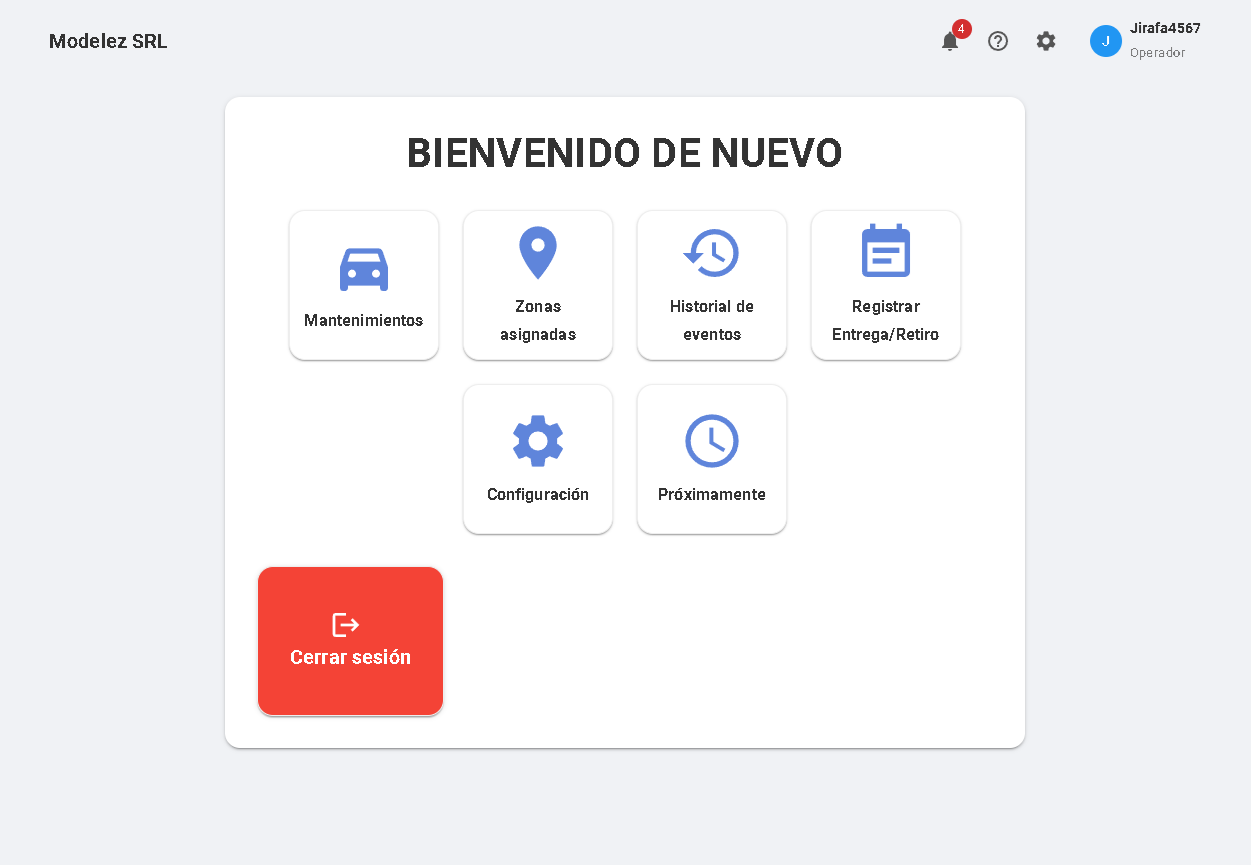 Modelez SRL
4
J
Jirafa4567
Operador
BIENVENIDO DE NUEVO
Mantenimientos
Zonas
asignadas
Historial de
eventos
Registrar
Entrega/Retiro
Configuración
Próximamente
Cerrar sesión